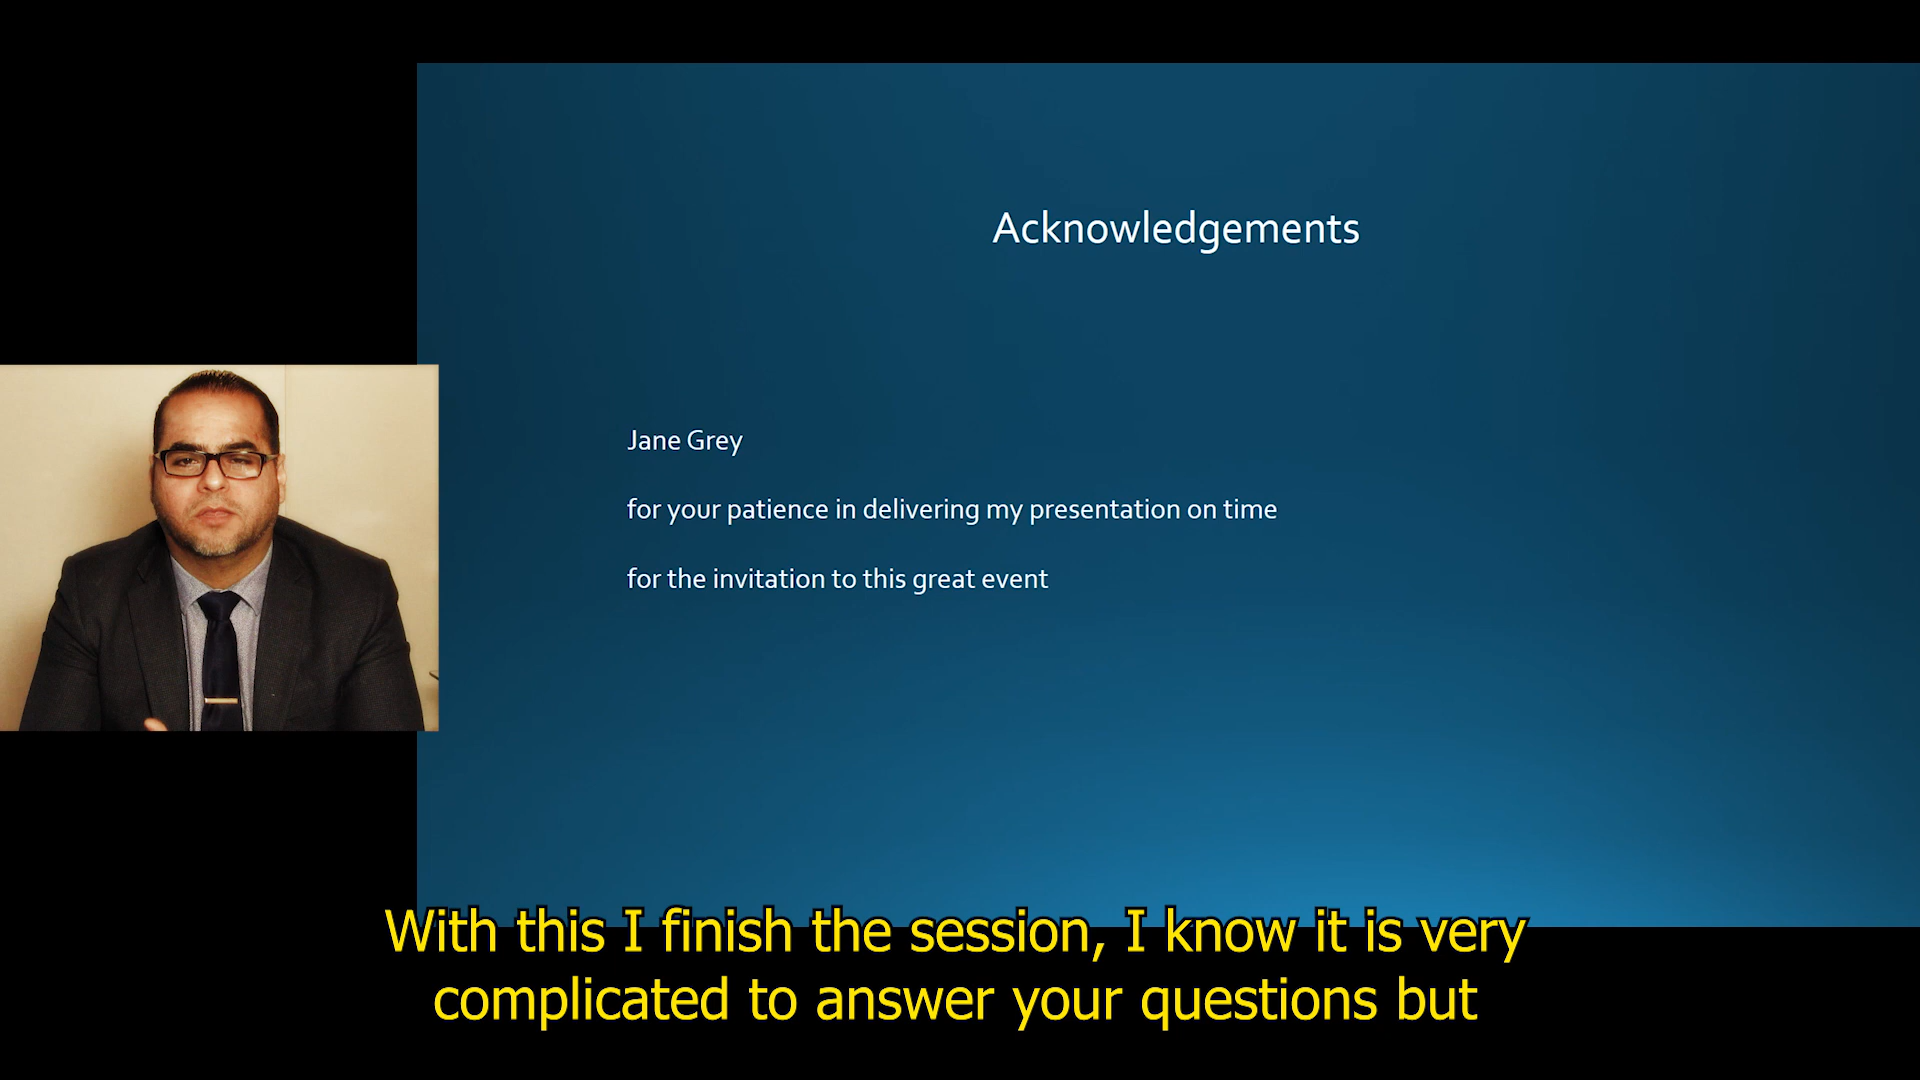 Acknowledgements
Jane Grey
for your patience in delivering my presentation on time
for the invitation to this great event
With this I finish the session, I know it is very
complicated to answer your questions but